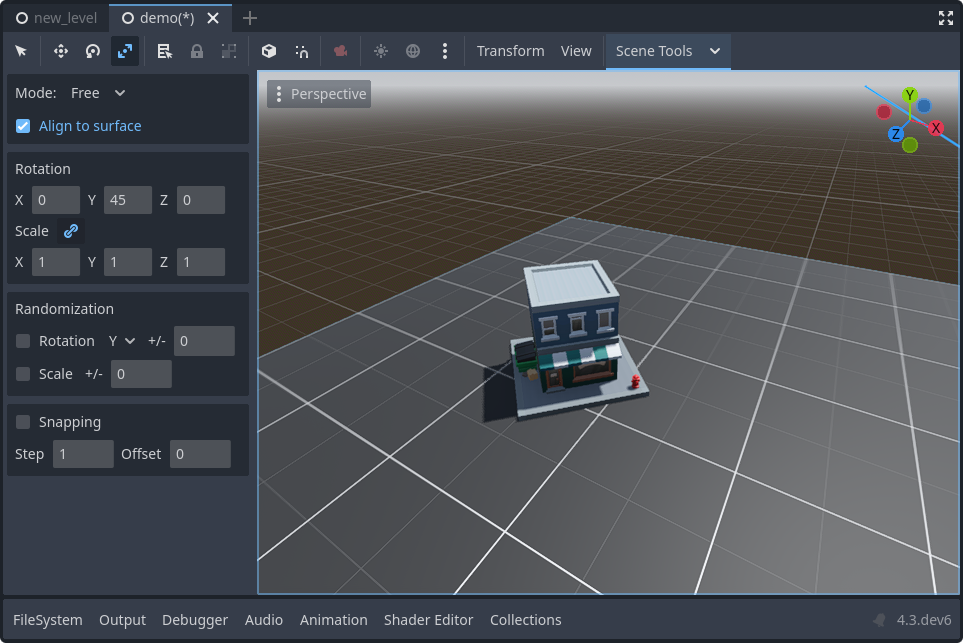 new_level demo(*)
Transform View Scene Tools
Mode: Free
Perspective
Y
X
Z
Align to surface
Rotation
X 0 Y 45 Z 0
Scale
X 1 Y 1 Z 1
Randomization
Rotation Y +/- 0
Scale +/- 0
Snapping
Step 1 Offset 0
FileSystem Output Debugger Audio Animation Shader Editor Collections 4.3.dev6